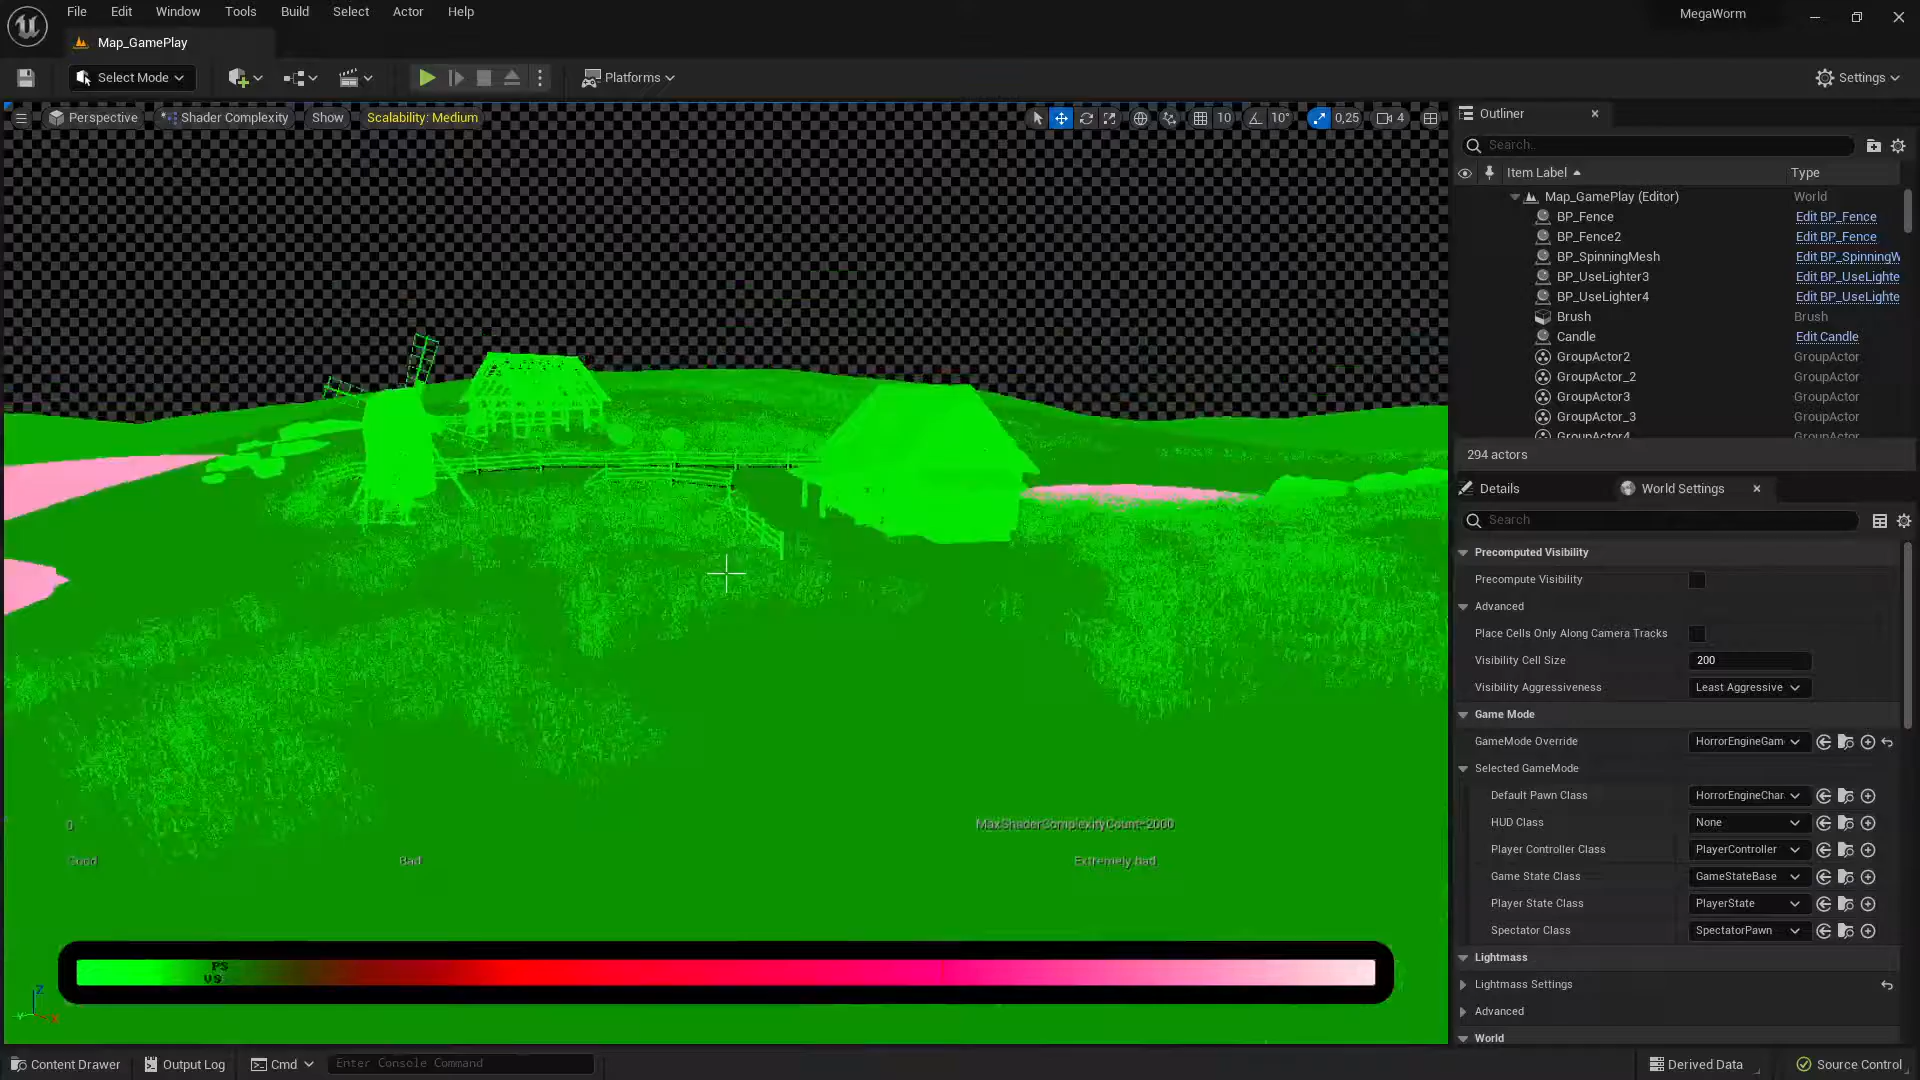 File Edit Window Tools Build Select Actor Help
MegaWorm
Map_GamePlay
Select Mode
Platforms
Settings
Perspective
Shader Complexity
Show
Scalability: Medium
10
10°
0,25
4
Outliner
Search..
Item Label
Type
Map_GamePlay (Editor) World
BP_Fence Edit BP_Fence
BP_Fence2 Edit BP_Fence
BP_SpinningMesh Edit BP_SpinningW
BP_UseLighter3 Edit BP_UseLighte
BP_UseLighter4 Edit BP_UseLighte
Brush Brush
Candle Edit Candle
GroupActor2 GroupActor
GroupActor_2 GroupActor
GroupActor3 GroupActor
GroupActor_3 GroupActor
GroupActor4 GroupActor
294 actors
Details
World Settings
Search
Precomputed Visibility
Precompute Visibility
Advanced
Place Cells Only Along Camera Tracks
Visibility Cell Size 200
Visibility Aggressiveness Least Aggressive
Game Mode
GameMode Override HorrorEngineGam
Selected GameMode
Default Pawn Class HorrorEngineChar
HUD Class None
Player Controller Class PlayerController
Game State Class GameStateBase
Player State Class PlayerState
Spectator Class SpectatorPawn
Lightmass
Lightmass Settings
Advanced
World
0
MaxShaderComplexityCount=2000
Good
Bad
Extremely bad
PS
VS
Z
Y
X
Content Drawer
Output Log
Cmd
Enter Console Command
Derived Data
Source Control